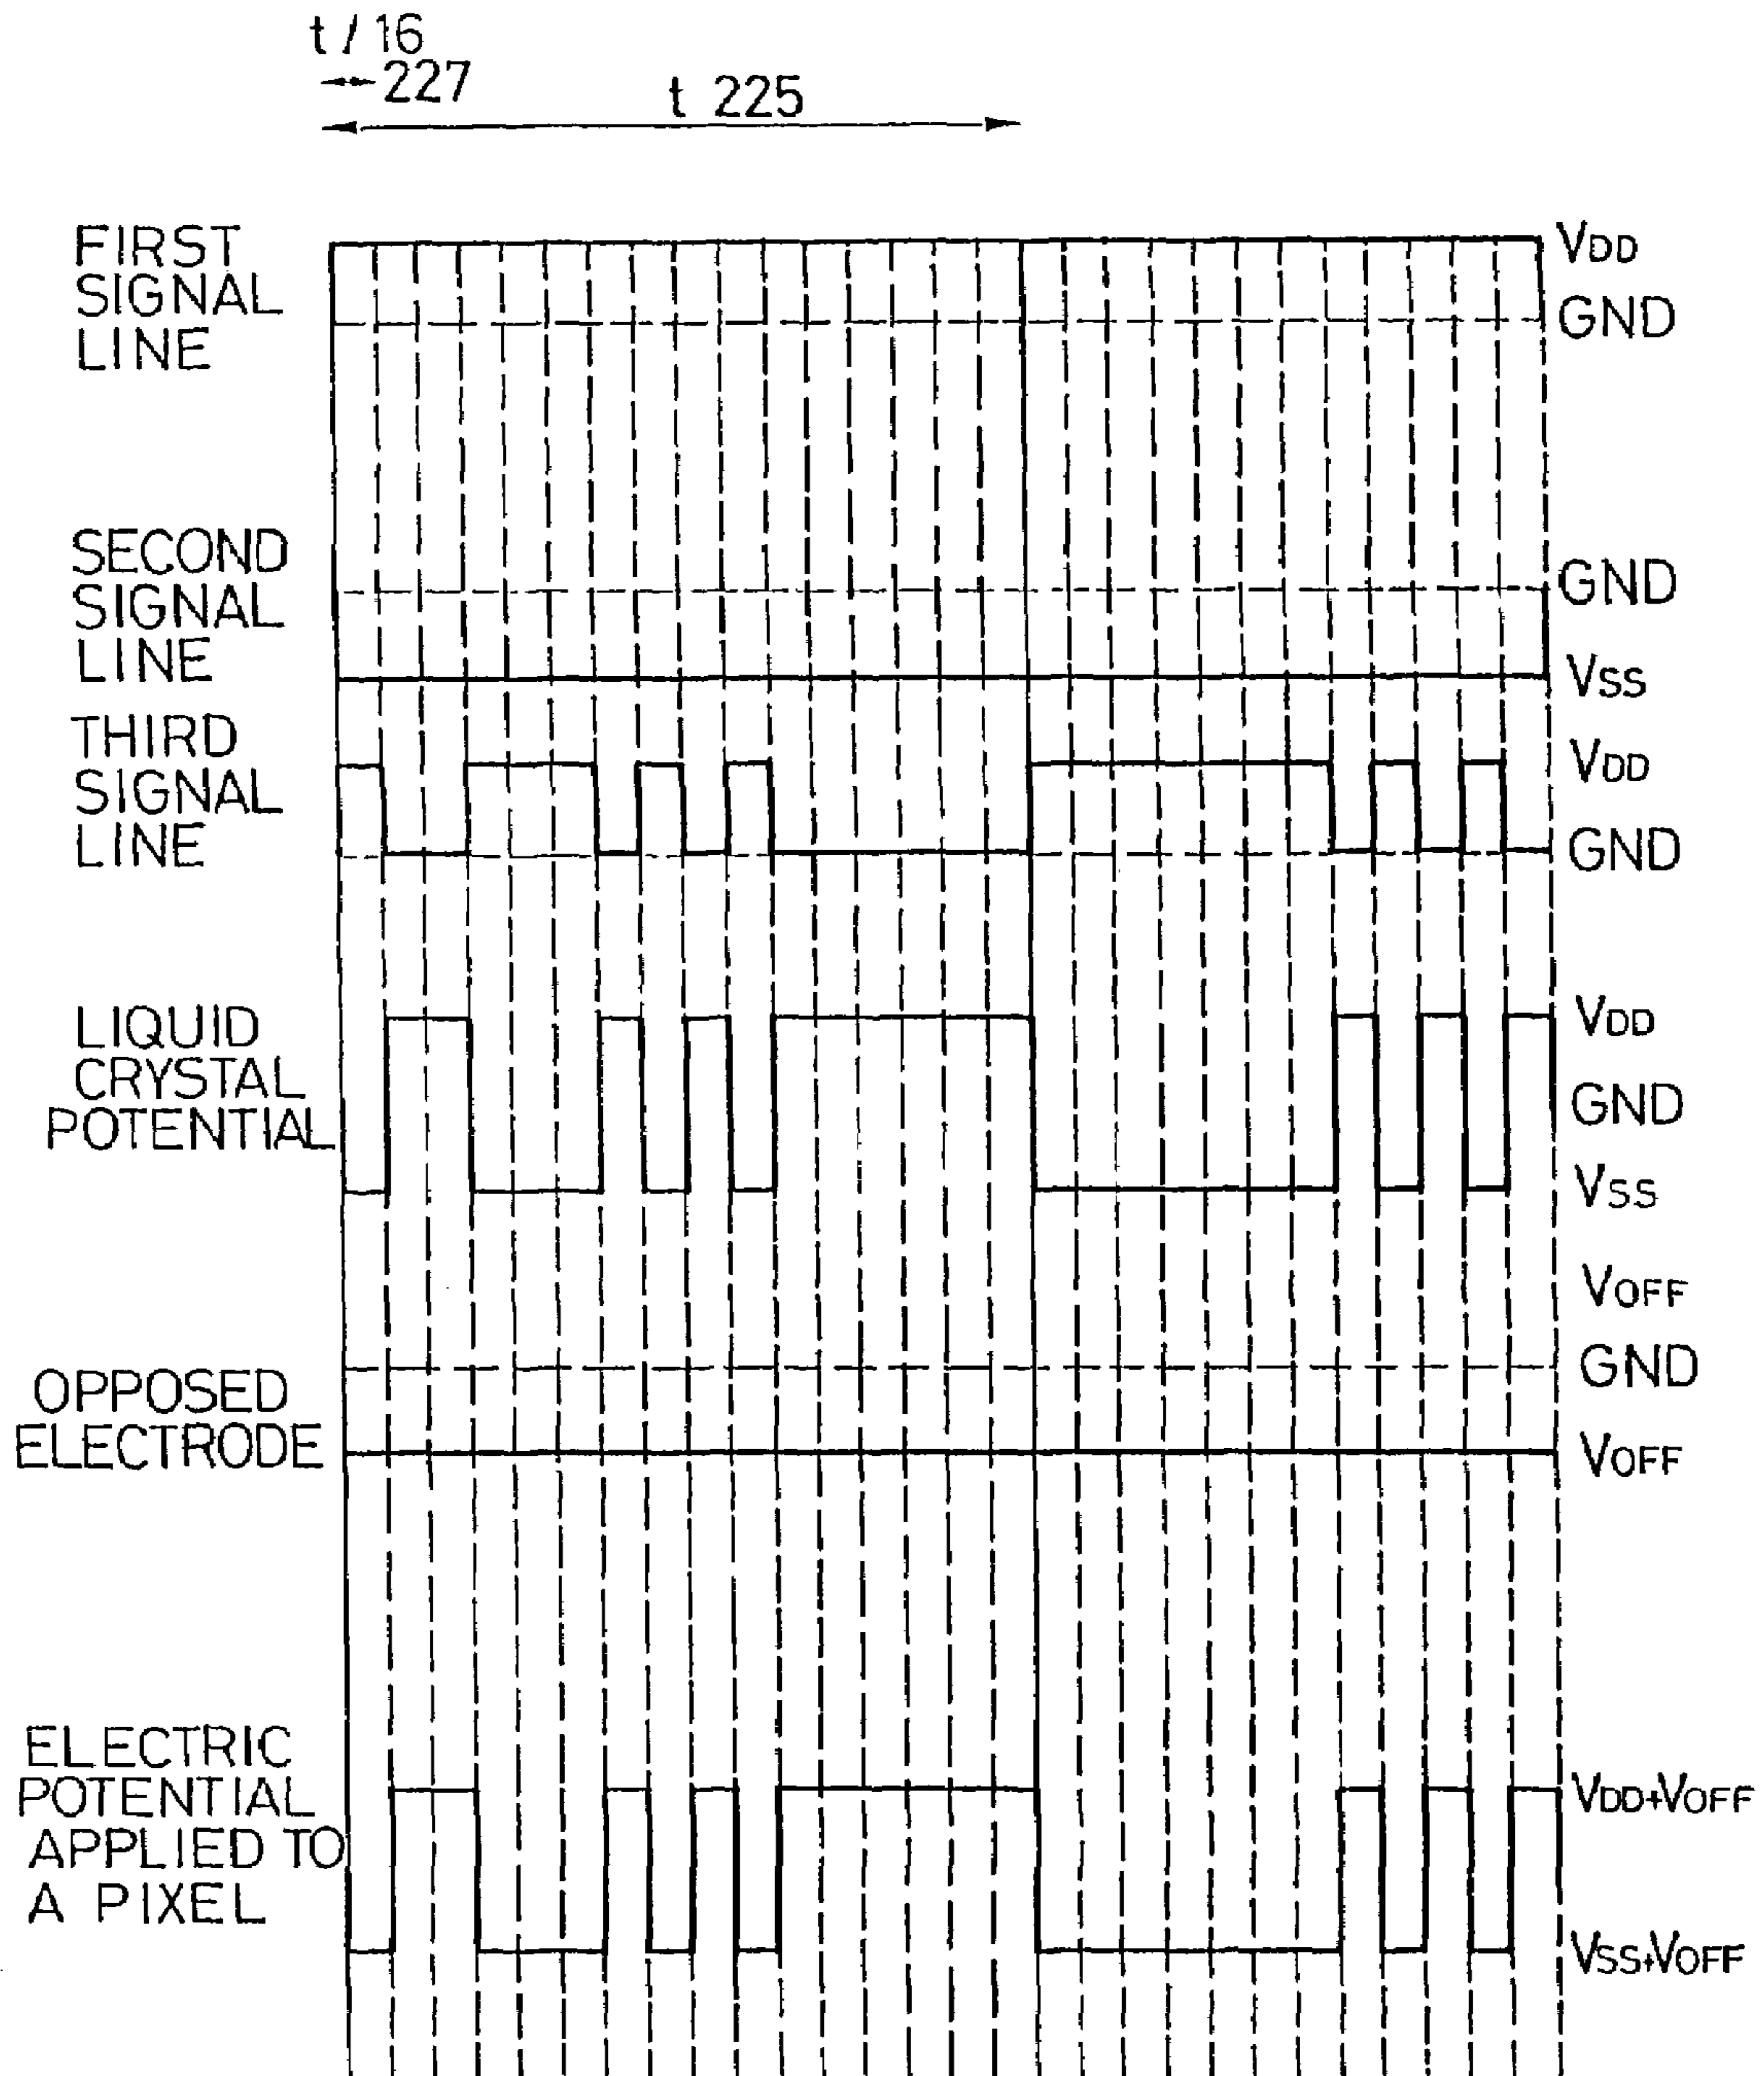 t / 16
227
t 225
FIRST
SIGNAL
LINE
VDD
GND
SECOND
SIGNAL
LINE
GND
VSS
THIRD
SIGNAL
LINE
VDD
GND
LIQUID
CRYSTAL
POTENTIAL
VDD
GND
VSS
VOFF
OPPOSED
ELECTRODE
GND
VOFF
ELECTRIC
POTENTIAL
APPLIED TO
A PIXEL
VDD+VOFF
VSS+VOFF